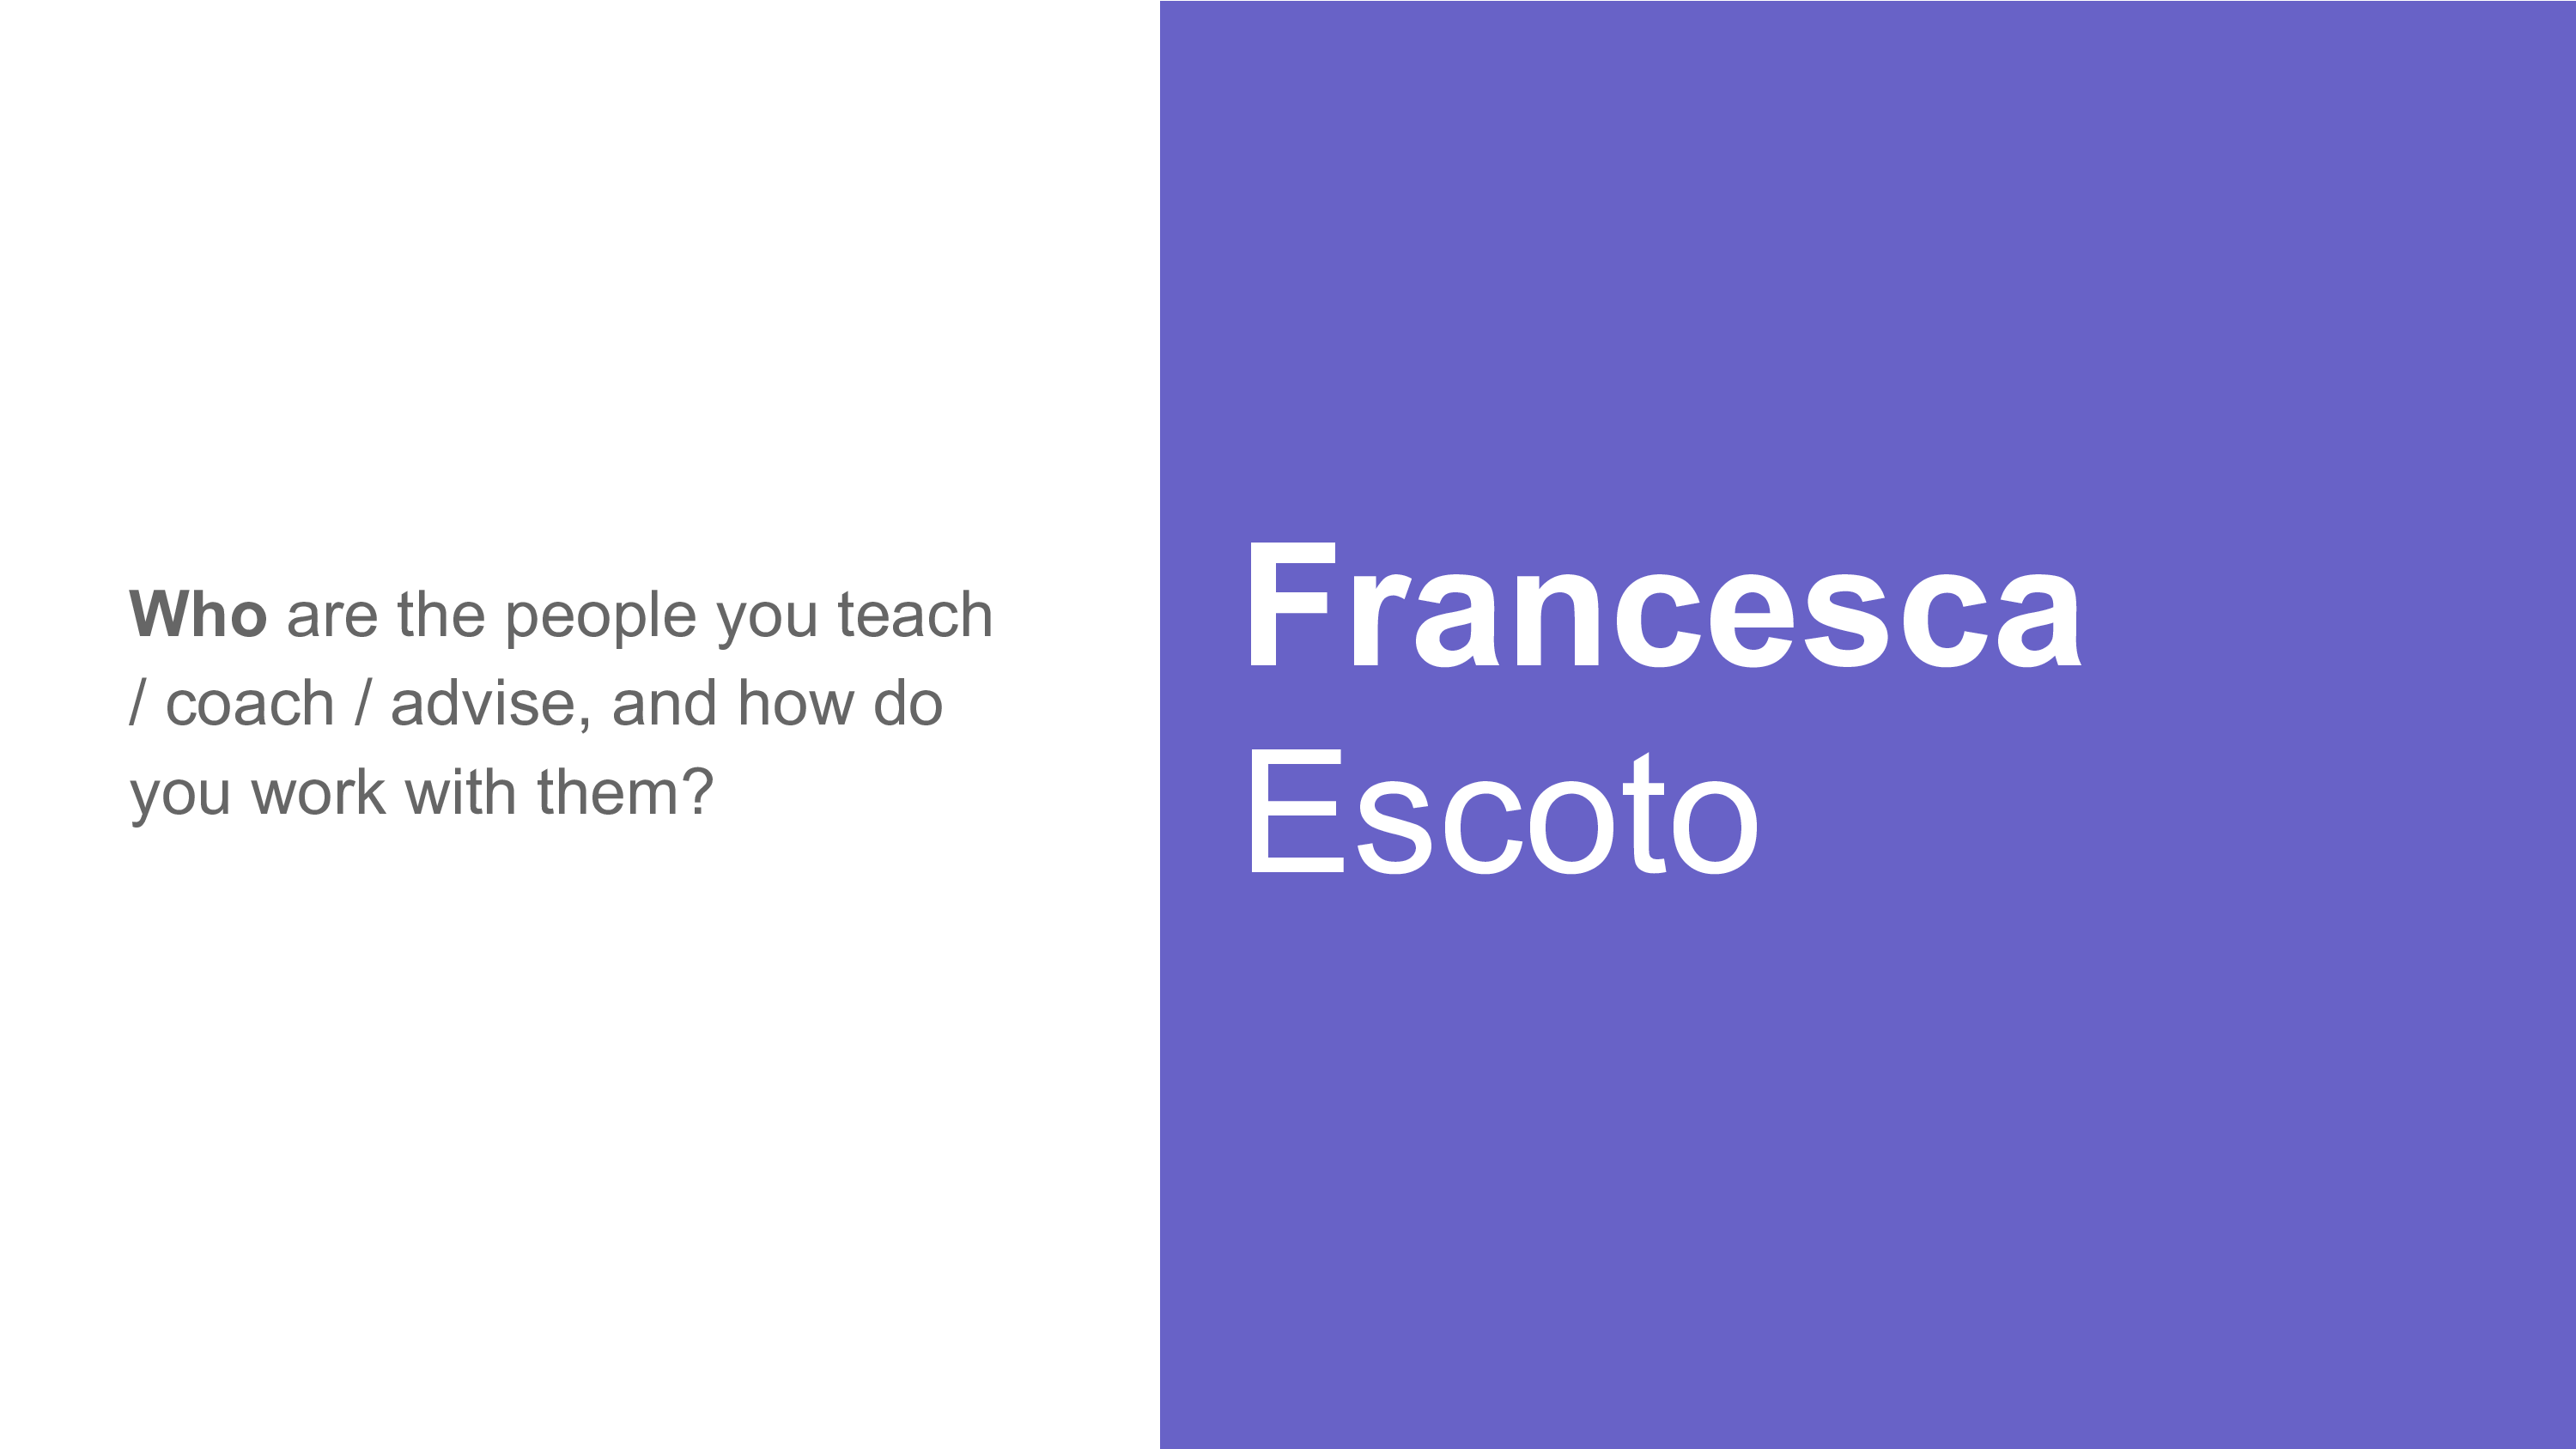 Who are the people you teach
/ coach / advise, and how do
you work with them?
Francesca
Escoto